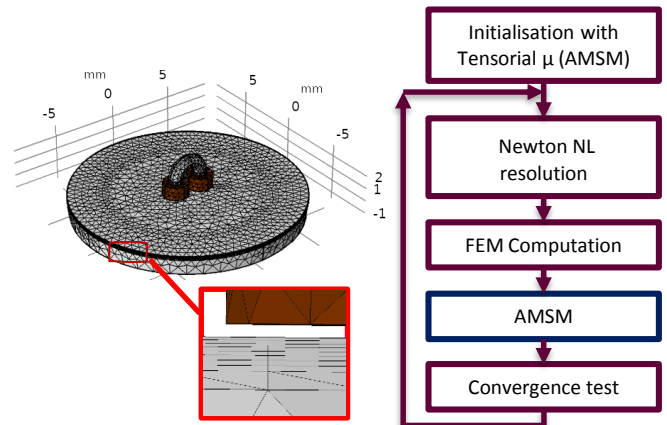 mm
5
0
-5
5
mm
0
-5
2
1
-1
Initialisation with
Tensorial μ (AMSM)
Newton NL
resolution
FEM Computation
AMSM
Convergence test